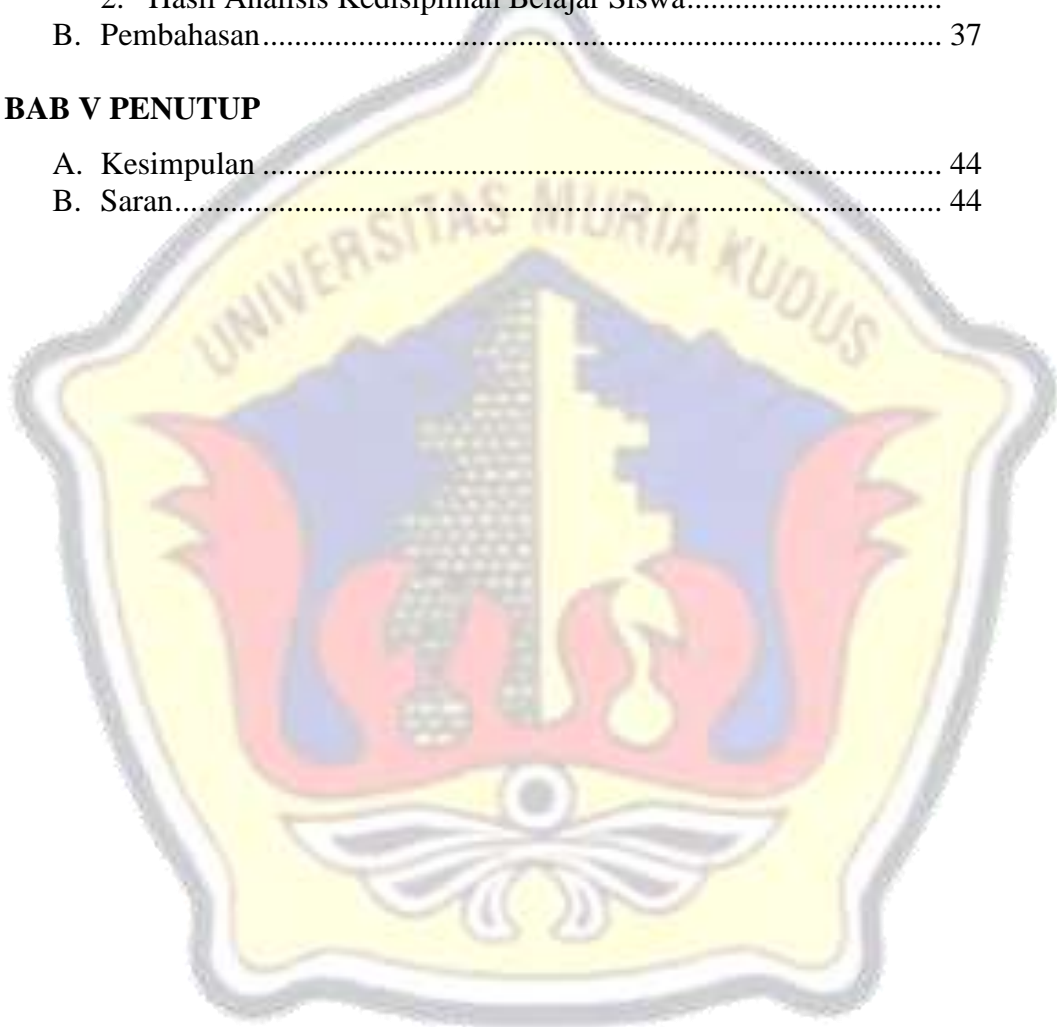 2. Hasil Analisis Kedisiplinan Belajar Siswa..............................
B. Pembahasan..................................................................................... 37
BAB V PENUTUP
A. Kesimpulan ..................................................................................... 44
B. Saran................................................................................................ 44
UNIVERSITAS MURIA KUDUS